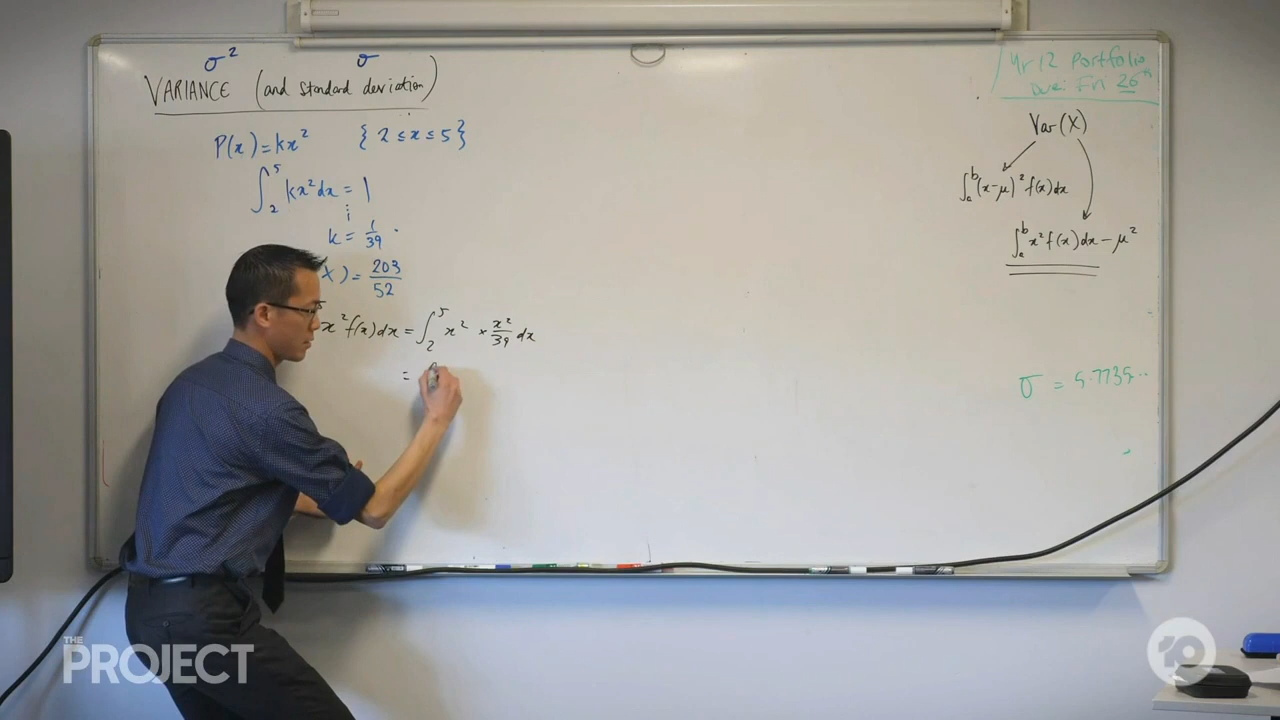 σ² σ
VARIANCE (and standard deviation)
P(x) = kx² { 2 ≤ x ≤ 5 }
∫₂⁵ kx² dx = 1
⋮
k = 1/39 .
X) = 203/52
x² f(x) dx = ∫₂⁵ x² × x²/39 dx
=
Yr 12 Portfolio
Due: Fri 26th
Var(X)
∫ₐᵇ (x-μ)² f(x) dx
∫ₐᵇ x² f(x) dx - μ²
σ = 5.7735..
THE
PROJECT
10